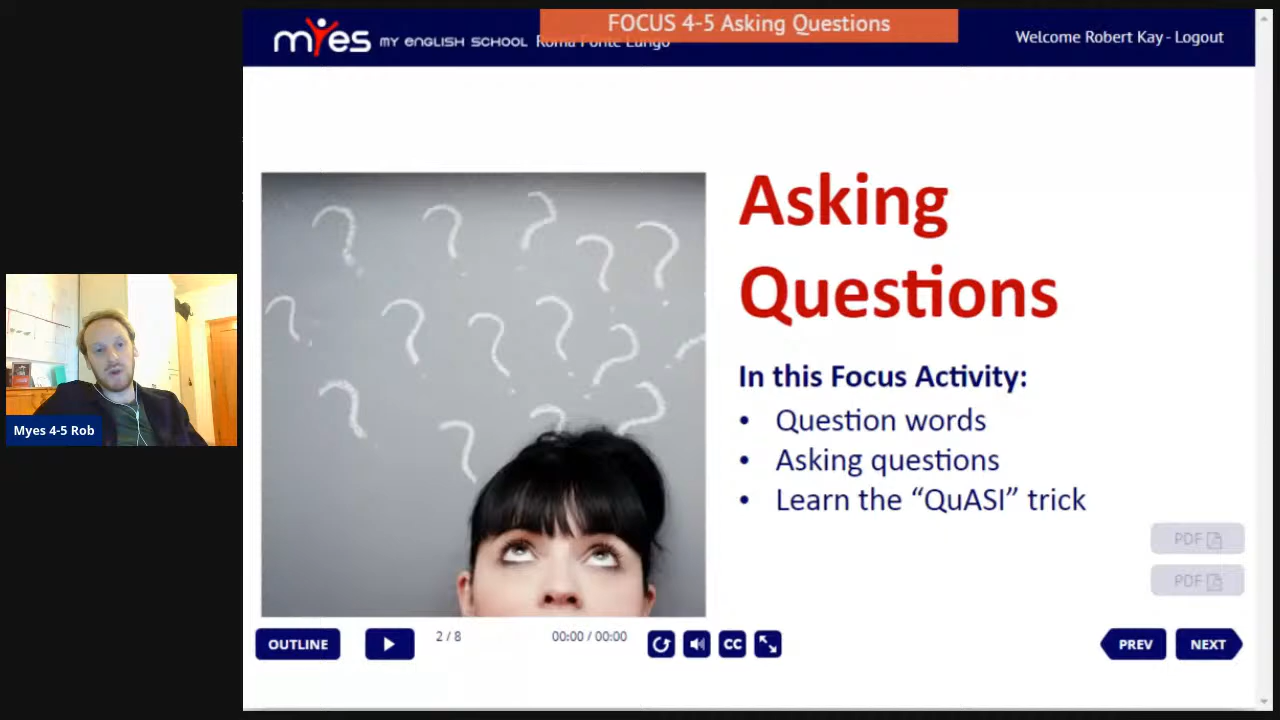 FOCUS 4-5 Asking Questions
myes MY ENGLISH SCHOOL Roma Ponte Lungo
Welcome Robert Kay - Logout
Asking
Questions
In this Focus Activity:
• Question words
• Asking questions
• Learn the “QuASI” trick
Myes 4-5 Rob
PDF
PDF
OUTLINE
2 / 8
00:00 / 00:00
CC
PREV
NEXT